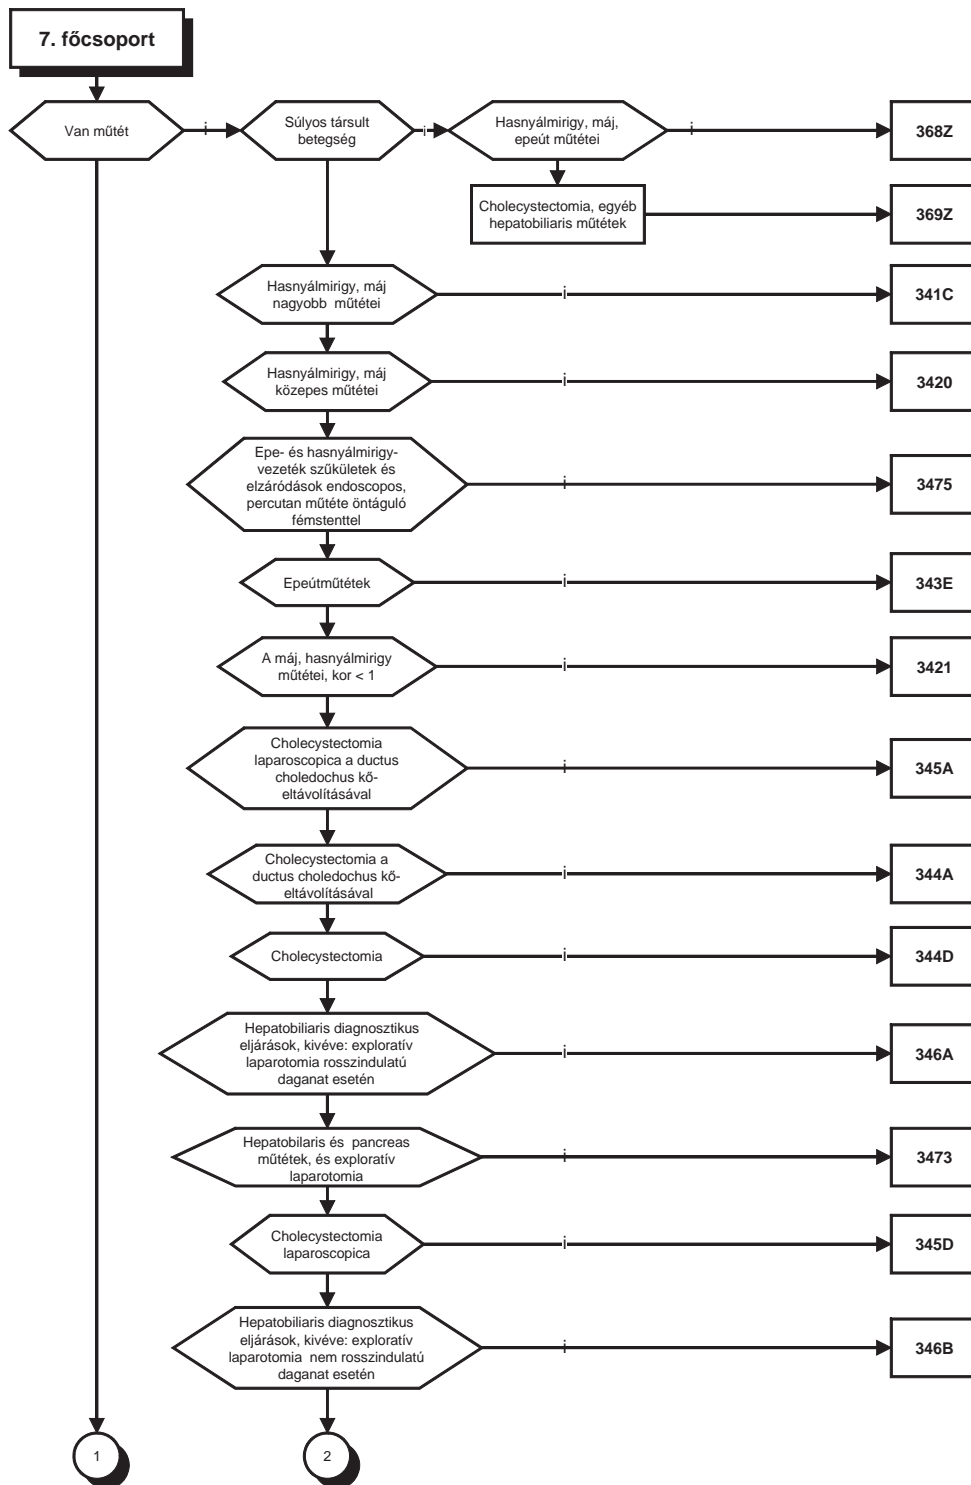 7. főcsoport
Van műtét
i
Súlyos társult
betegség
i
Hasnyálmirigy, máj,
epeút műtétei
i
368Z
Cholecystectomia, egyéb
hepatobiliaris műtétek
369Z
Hasnyálmirigy, máj
nagyobb műtétei
i
341C
Hasnyálmirigy, máj
közepes műtétei
i
3420
Epe- és hasnyálmirigy-
vezeték szűkületek és
elzáródások endoscopos,
percutan műtéte öntáguló
fémstenttel
i
3475
Epeútműtétek
i
343E
A máj, hasnyálmirigy
műtétei, kor < 1
i
3421
Cholecystectomia
laparoscopica a ductus
choledochus kő-
eltávolításával
i
345A
Cholecystectomia a
ductus choledochus kő-
eltávolításával
i
344A
Cholecystectomia
i
344D
Hepatobiliaris diagnosztikus
eljárások, kivéve: exploratív
laparotomia rosszindulatú
daganat esetén
i
346A
Hepatobilaris és pancreas
műtétek, és exploratív
laparotomia
i
3473
Cholecystectomia
laparoscopica
i
345D
Hepatobiliaris diagnosztikus
eljárások, kivéve: exploratív
laparotomia nem rosszindulatú
daganat esetén
i
346B
1
2